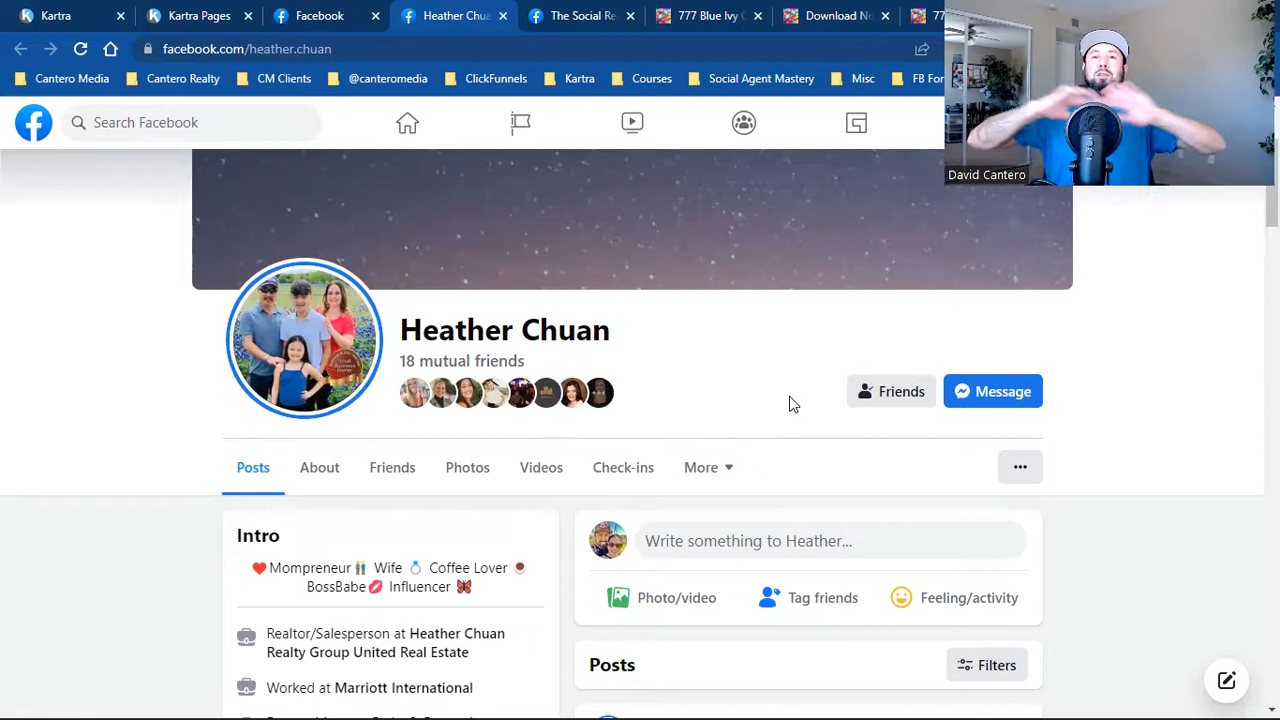 Kartra
Kartra Pages
Facebook
Heather Chua
The Social Re
777 Blue Ivy C
Download No
77
facebook.com/heather.chuan
Cantero Media
Cantero Realty
CM Clients
@canteromedia
ClickFunnels
Kartra
Courses
Social Agent Mastery
Misc
FB For
Search Facebook
David Cantero
Heather Chuan
18 mutual friends
Friends
Message
Posts
About
Friends
Photos
Videos
Check-ins
More
Intro
Write something to Heather...
Mompreneur Wife Coffee Lover
BossBabe Influencer
Photo/video
Tag friends
Feeling/activity
Realtor/Salesperson at Heather Chuan
Realty Group United Real Estate
Posts
Filters
Worked at Marriott International